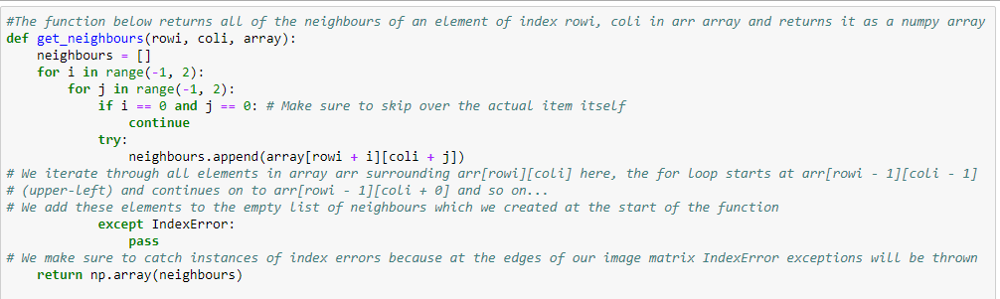 #The function below returns all of the neighbours of an element of index rowi, coli in arr array and returns it as a numpy array
def get_neighbours(rowi, coli, array):
    neighbours = []
    for i in range(-1, 2):
        for j in range(-1, 2):
            if i == 0 and j == 0: # Make sure to skip over the actual item itself
                continue
            try:
                neighbours.append(array[rowi + i][coli + j])
# We iterate through all elements in array arr surrounding arr[rowi][coli] here, the for loop starts at arr[rowi - 1][coli - 1]
# (upper-left) and continues on to arr[rowi - 1][coli + 0] and so on...
# We add these elements to the empty list of neighbours which we created at the start of the function
            except IndexError:
                pass
# We make sure to catch instances of index errors because at the edges of our image matrix IndexError exceptions will be thrown
    return np.array(neighbours)